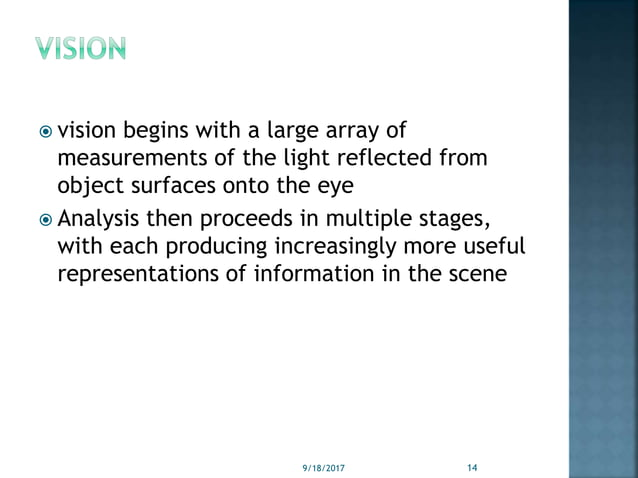 VISION
vision begins with a large array of
measurements of the light reflected from
object surfaces onto the eye
Analysis then proceeds in multiple stages,
with each producing increasingly more useful
representations of information in the scene
9/18/2017 14